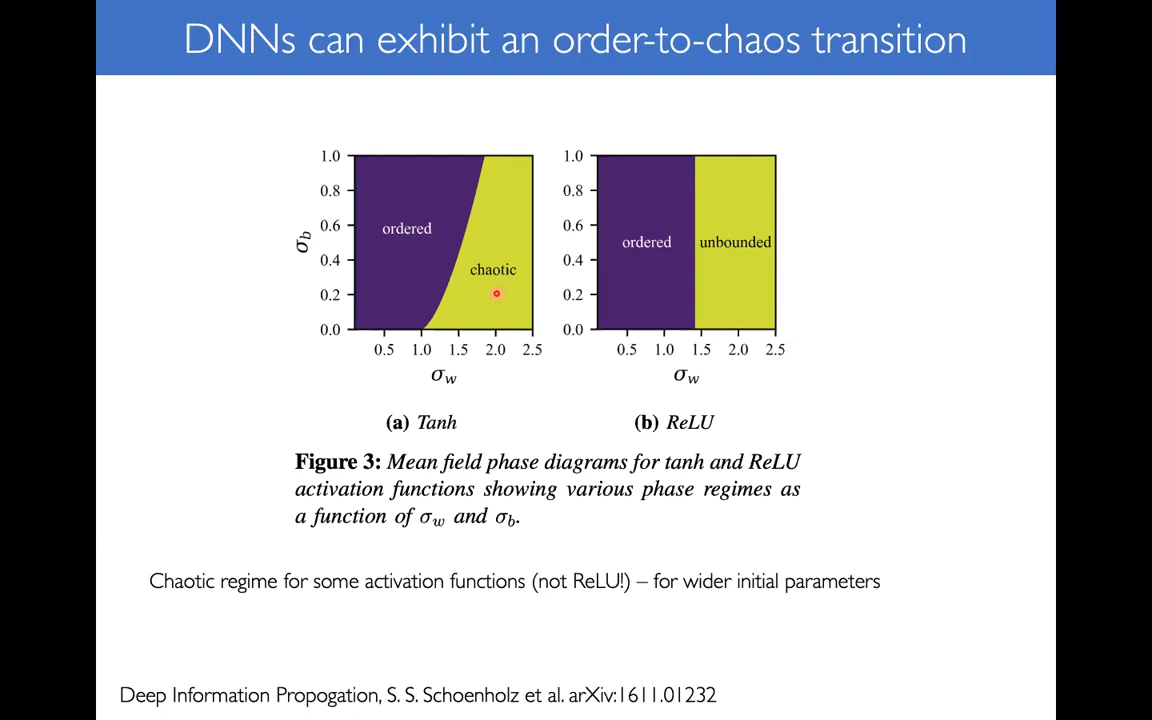 DNNs can exhibit an order-to-chaos transition
1.0
0.8
0.6
0.4
0.2
0.0
σb
ordered
chaotic
0.5 1.0 1.5 2.0 2.5
σw
(a) Tanh
1.0
0.8
0.6
0.4
0.2
0.0
ordered
unbounded
0.5 1.0 1.5 2.0 2.5
σw
(b) ReLU
Figure 3: Mean field phase diagrams for tanh and ReLU
activation functions showing various phase regimes as
a function of σw and σb.
Chaotic regime for some activation functions (not ReLU!) – for wider initial parameters
Deep Information Propogation, S. S. Schoenholz et al. arXiv:1611.01232